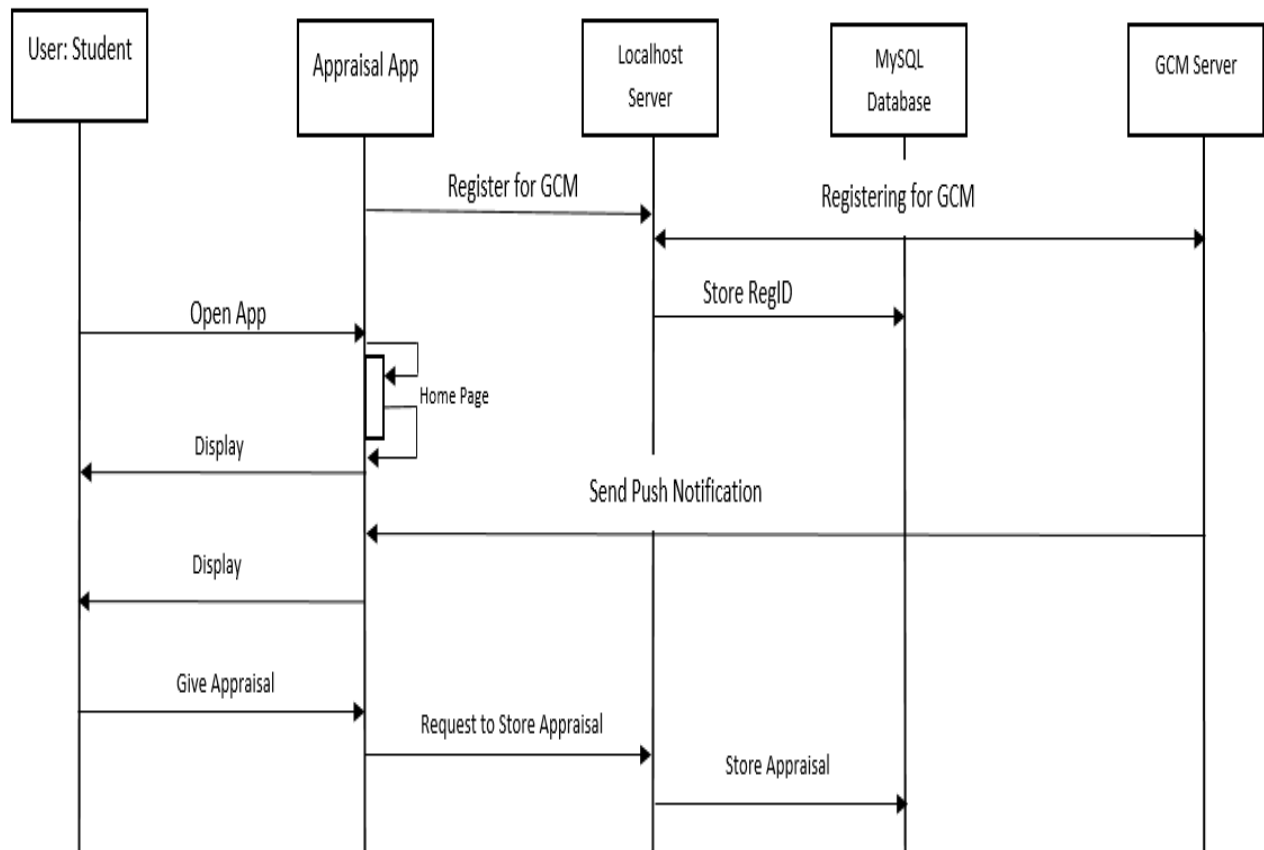 User: Student
Appraisal App
Localhost
Server
MySQL
Database
GCM Server
Register for GCM
Registering for GCM
Store RegID
Open App
Home Page
Display
Send Push Notification
Display
Give Appraisal
Request to Store Appraisal
Store Appraisal